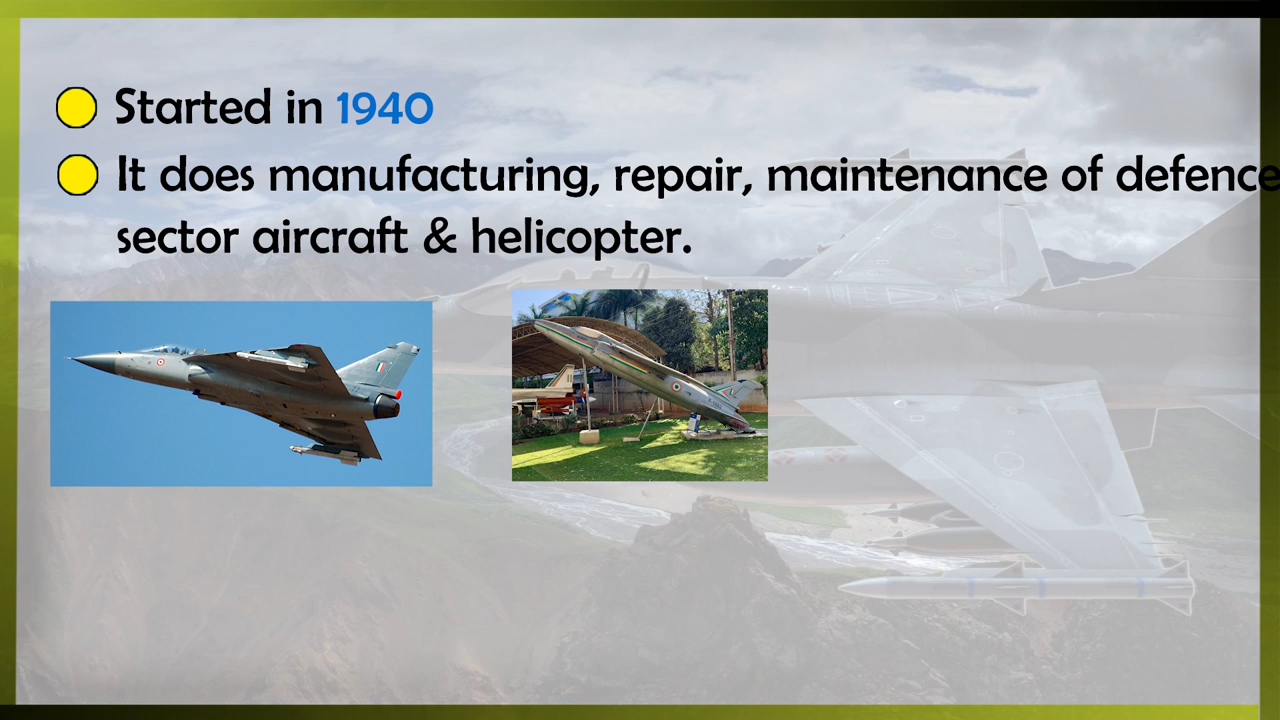 Started in 1940
It does manufacturing, repair, maintenance of defence
sector aircraft & helicopter.